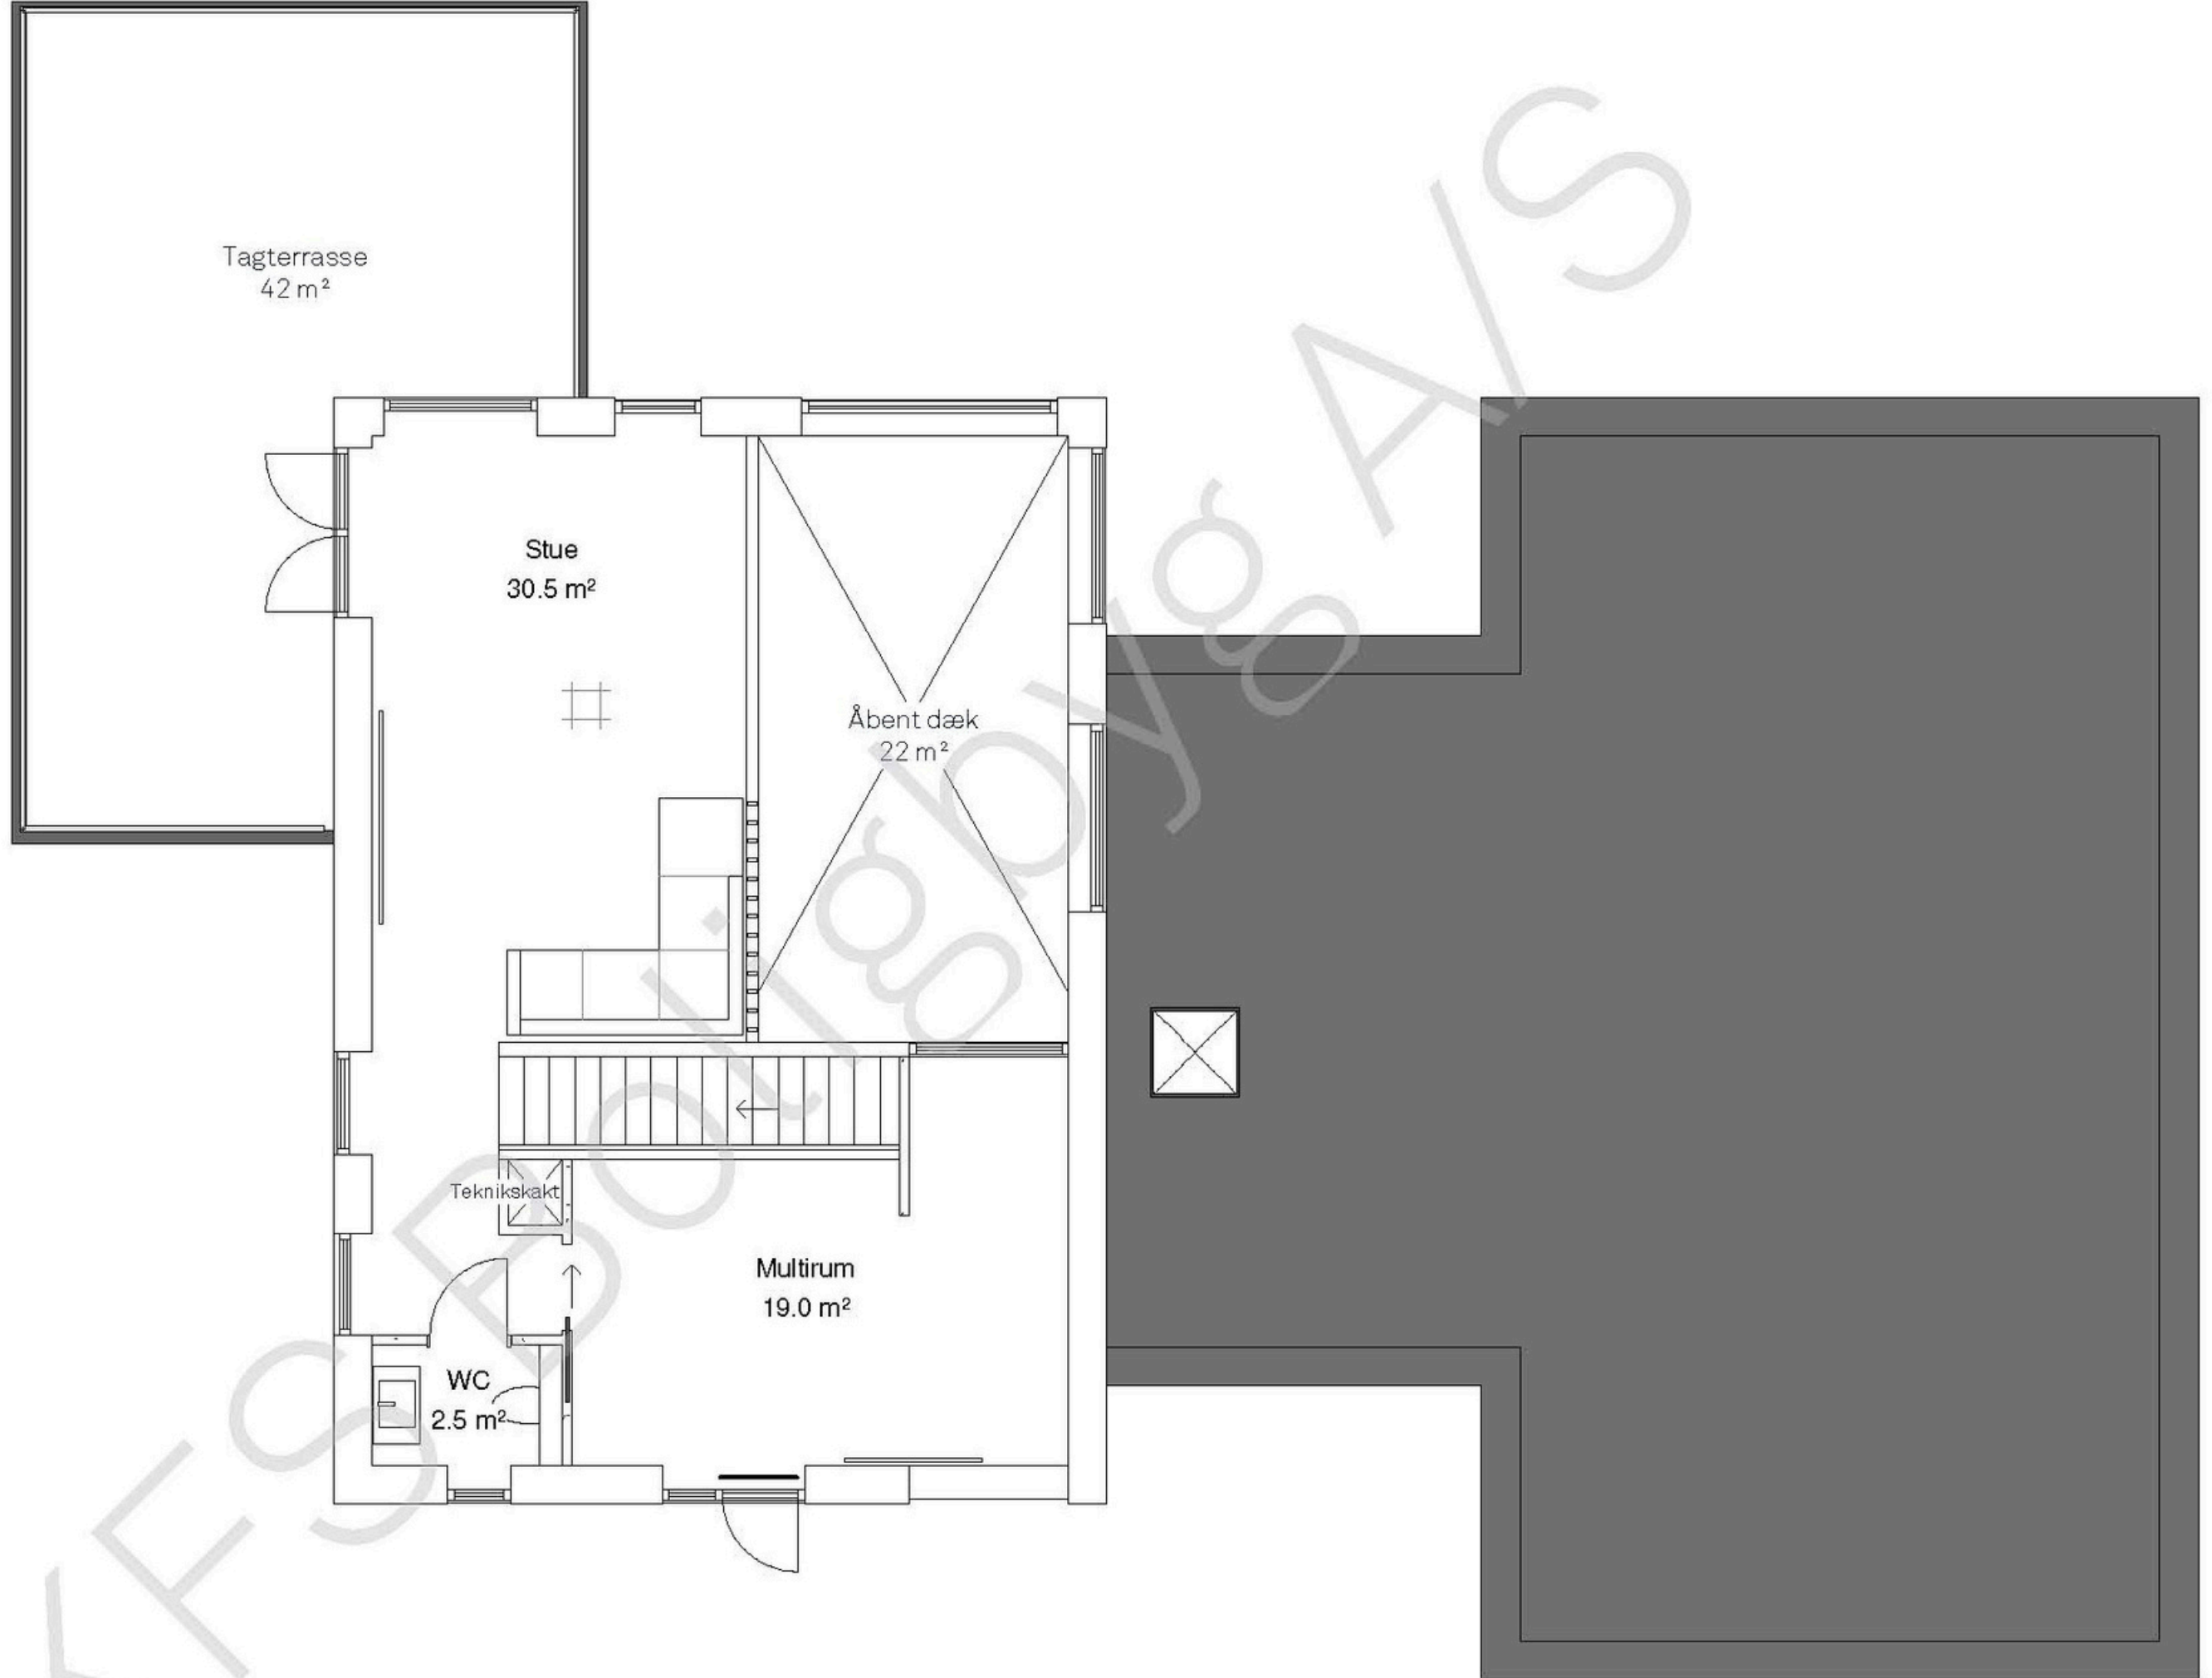 Tagterrasse
42 m²
Stue
30.5 m²
Åbent dæk
22 m²
Teknikskakt
Multirum
19.0 m²
WC
2.5 m²
KFS Boligbyg A/S